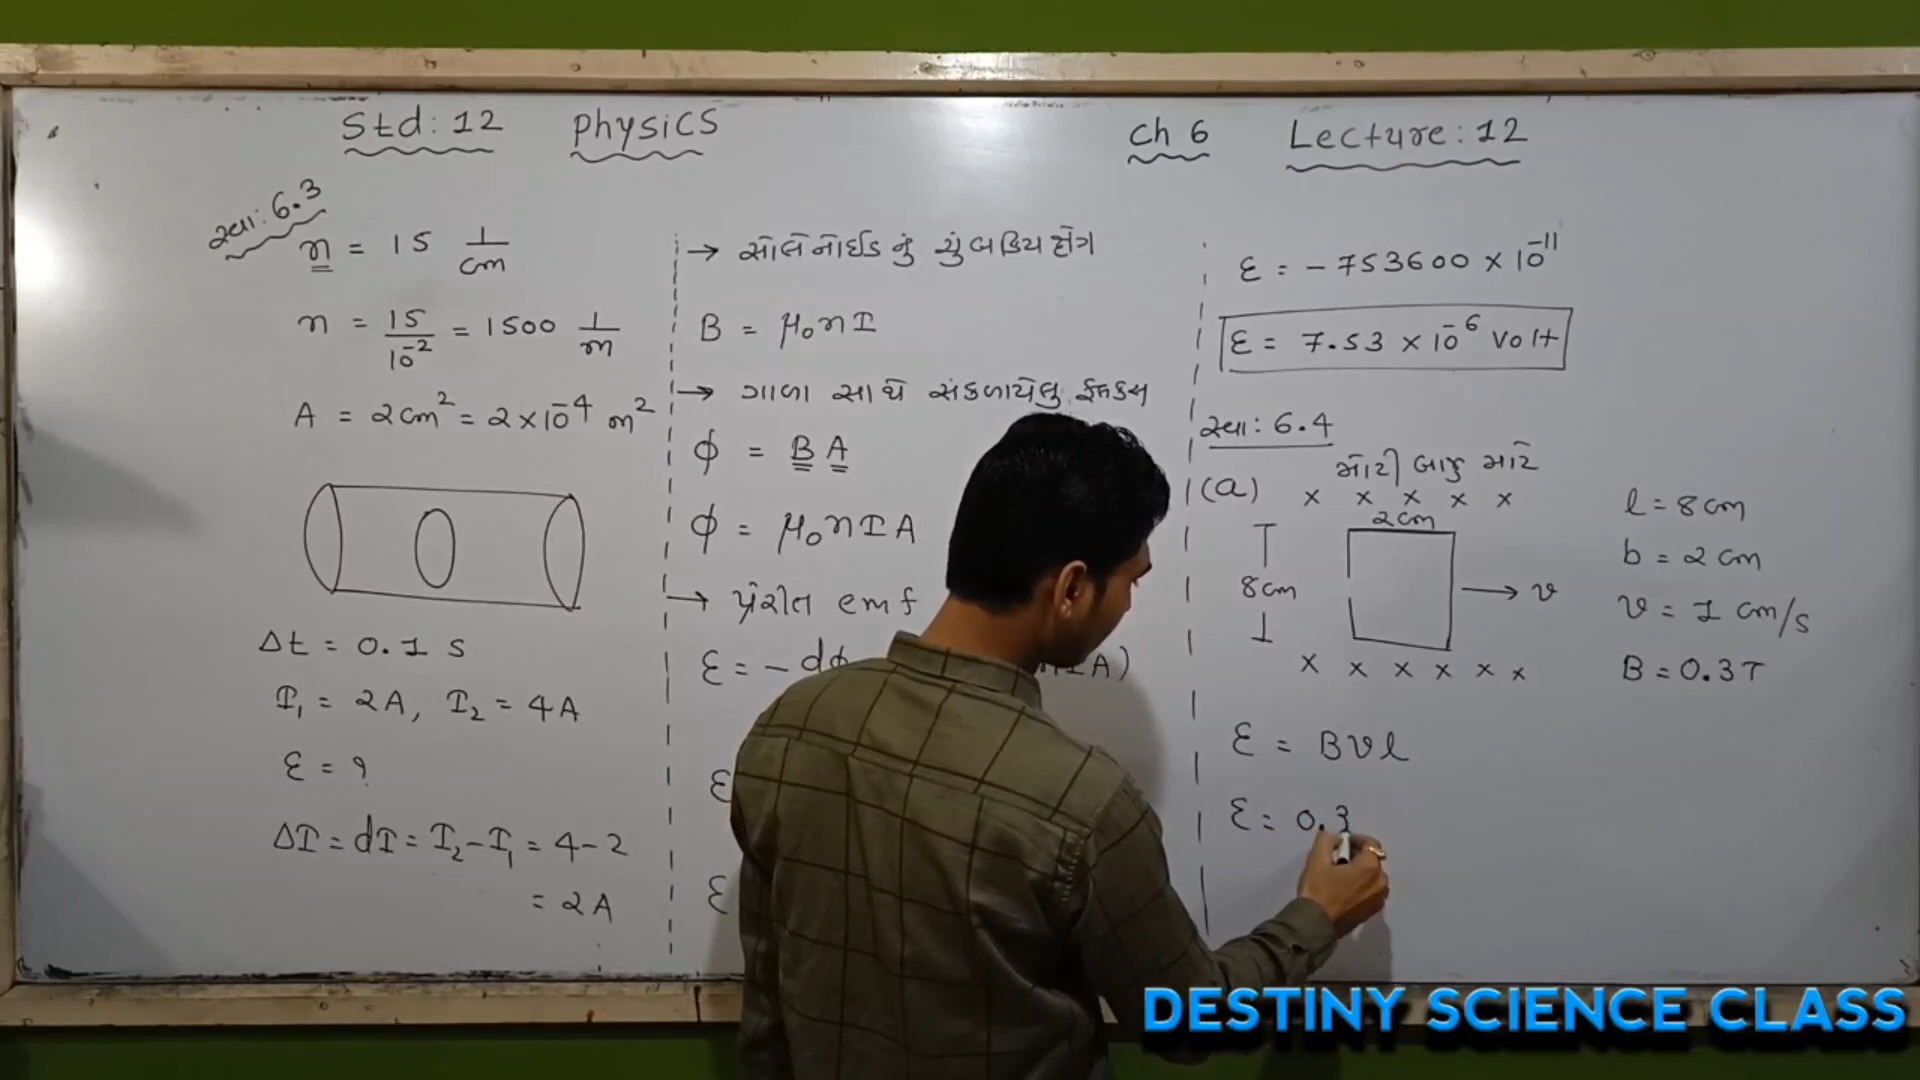 Std: 12 Physics Ch 6 Lecture: 12
સ્વા: 6.3
n = 15 1/cm
n = 15/10⁻² = 1500 1/m
A = 2cm² = 2×10⁻⁴ m²
Δt = 0.1 s
I₁ = 2A, I₂ = 4A
ε = ?
ΔI = dI = I₂-I₁ = 4-2
= 2A
→ સોલેનોઈડ નું ચુંબકિય ક્ષેત્ર
B = μ₀nI
→ ગાળા સાથે સંકળાયેલુ ફ્લક્સ
ϕ = B A
ϕ = μ₀nIA
→ પ્રેરીત emf
ε = - dϕ
A)
ε
ε
ε = - 753600 × 10⁻¹¹
ε = 7.53 × 10⁻⁶ Volt
સ્વા: 6.4
(a) મોટી બાજુ માટે
× × × × ×
2cm
8cm
→ v
× × × × × ×
l = 8cm
b = 2 cm
v = 1 cm/s
B = 0.3T
ε = Bvl
ε = 0.3
DESTINY SCIENCE CLASS